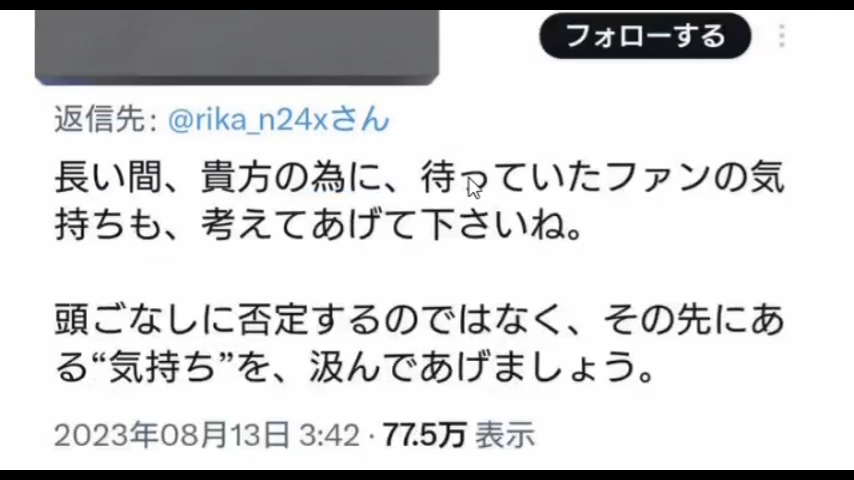 フォローする
返信先: @rika_n24xさん
長い間、貴方の為に、待っていたファンの気
持ちも、考えてあげて下さいね。
頭ごなしに否定するのではなく、その先にあ
る“気持ち”を、汲んであげましょう。
2023年08月13日 3:42 · 77.5万 表示